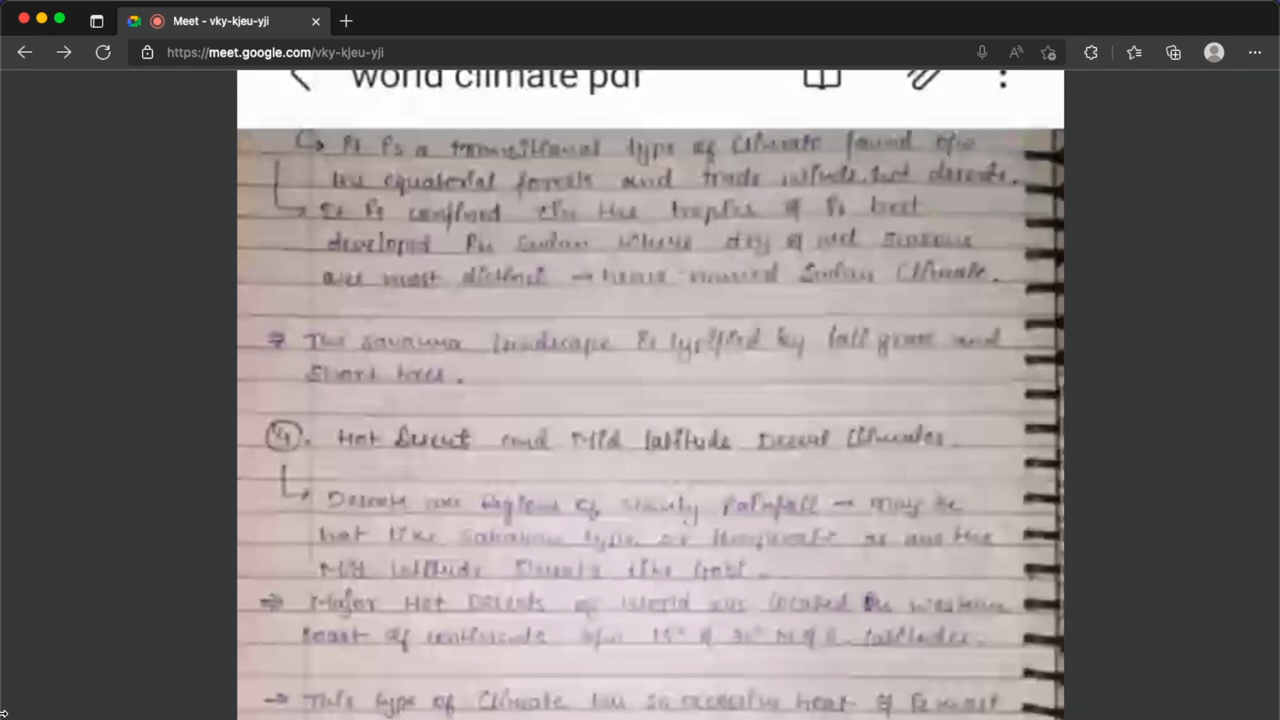 Meet - vky-kjeu-yji
https://meet.google.com/vky-kjeu-yji
world climate pdf
It is a transitional type of climate found b/w
the equatorial forests and trade winds hot deserts.
It is confined the tropics & is best
developed in Sudan where dry & wet seasons
are most distinct → hence named Sudan Climate.
The savanna landscape is typified by tall grass and
short trees.
4. Hot Desert and Mid latitude Desert Climates.
Deserts are regions of scanty rainfall → may be
hot like Saharan type or temperate as are the
Mid latitude Deserts like Gobi.
⇒ Major Hot Deserts of World are located on western
coast of continents b/w 15° & 30° N & S latitudes.
→ This type of Climate heat &